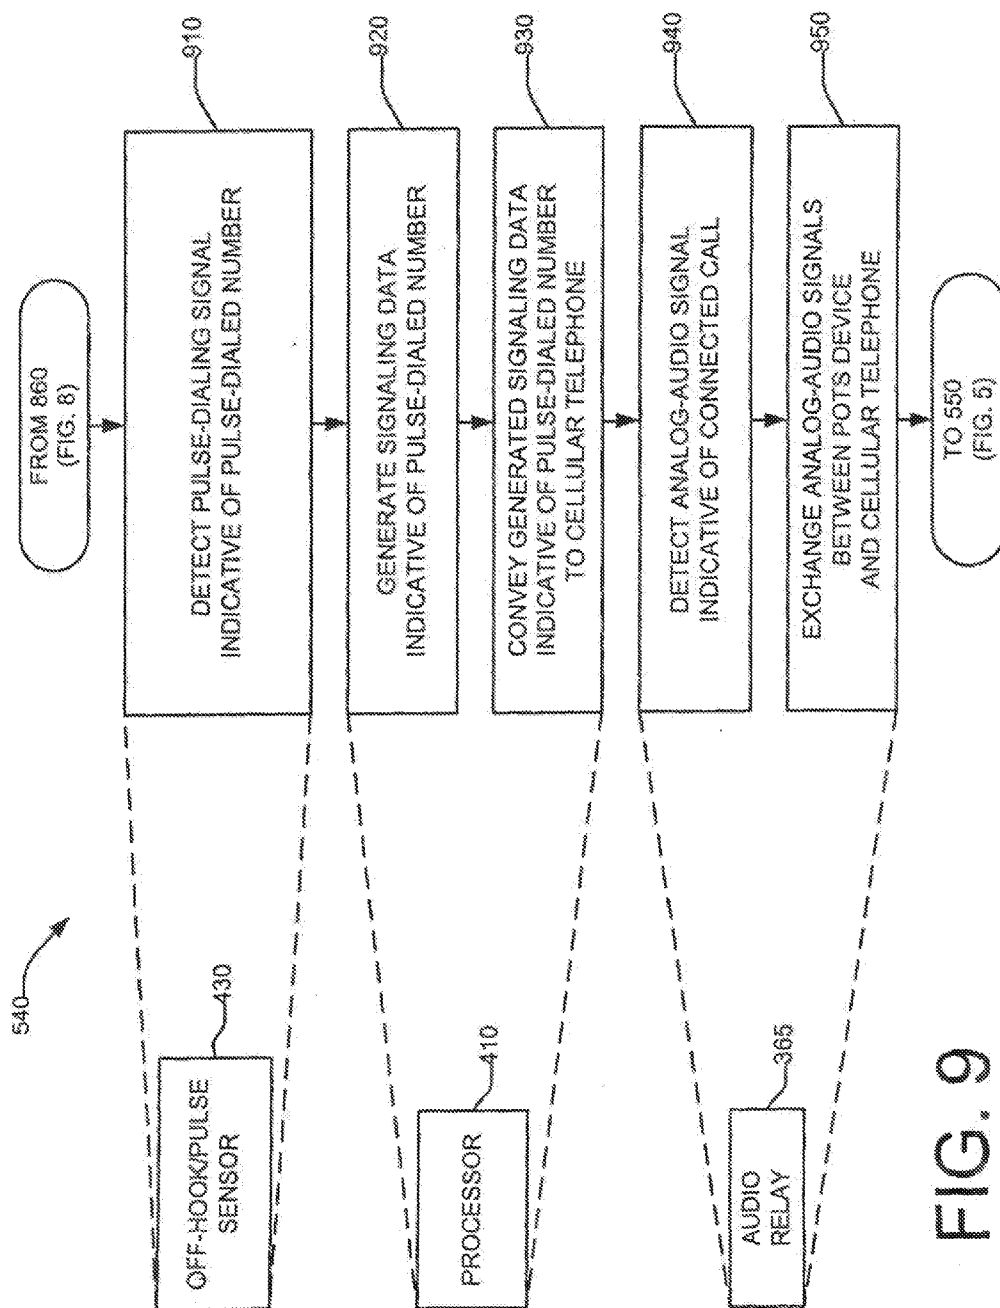 540
FROM 860
(FIG. 8)
910
DETECT PULSE-DIALING SIGNAL
INDICATIVE OF PULSE-DIALED NUMBER
OFF-HOOK/PULSE
SENSOR
430
920
GENERATE SIGNALING DATA
INDICATIVE OF PULSE-DIALED NUMBER
930
CONVEY GENERATED SIGNALING DATA
INDICATIVE OF PULSE-DIALED NUMBER
TO CELLULAR TELEPHONE
PROCESSOR
410
940
DETECT ANALOG-AUDIO SIGNAL
INDICATIVE OF CONNECTED CALL
950
EXCHANGE ANALOG-AUDIO SIGNALS
BETWEEN POTS DEVICE
AND CELLULAR TELEPHONE
AUDIO
RELAY
365
TO 550
(FIG. 5)
FIG. 9